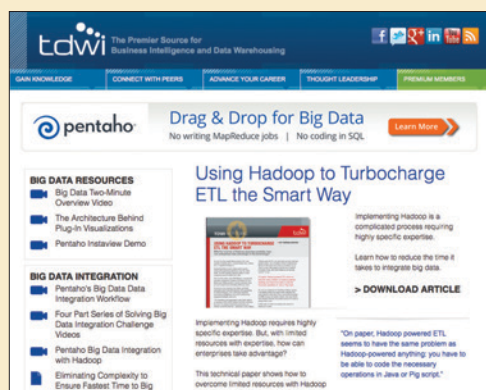 tdwi
The Premier Source for
Business Intelligence and Data Warehousing
GAIN KNOWLEDGE
CONNECT WITH PEERS
ADVANCE YOUR CAREER
THOUGHT LEADERSHIP
PREMIUM MEMBERS
pentaho
Drag & Drop for Big Data
No writing MapReduce jobs | No coding in SQL
Learn More
BIG DATA RESOURCES
Big Data Two-Minute
Overview Video
The Architecture Behind
Plug-In Visualizations
Pentaho Instaview Demo
BIG DATA INTEGRATION
Pentaho's Big Data Data
Integration Workflow
Four Part Series of Solving Big
Data Integration Challenge
Videos
Pentaho Big Data Integration
with Hadoop
Eliminating Complexity to
Ensure Fastest Time to Big
Using Hadoop to Turbocharge
ETL the Smart Way
USING HADOOP TO TURBOCHARGE
ETL THE SMART WAY
Implementing Hadoop is a
complicated process requiring
highly specific expertise.
Learn how to reduce the time it
takes to integrate big data.
> DOWNLOAD ARTICLE
Implementing Hadoop requires highly
specific expertise. But, with limited
resources with expertise, how can
enterprises take advantage?
This technical paper shows how to
overcome limited resources with Hadoop
"On paper, Hadoop powered ETL
seems to have the same problem as
Hadoop-powered anything: you have to
be able to code the necessary
operations in Java or Pig script."